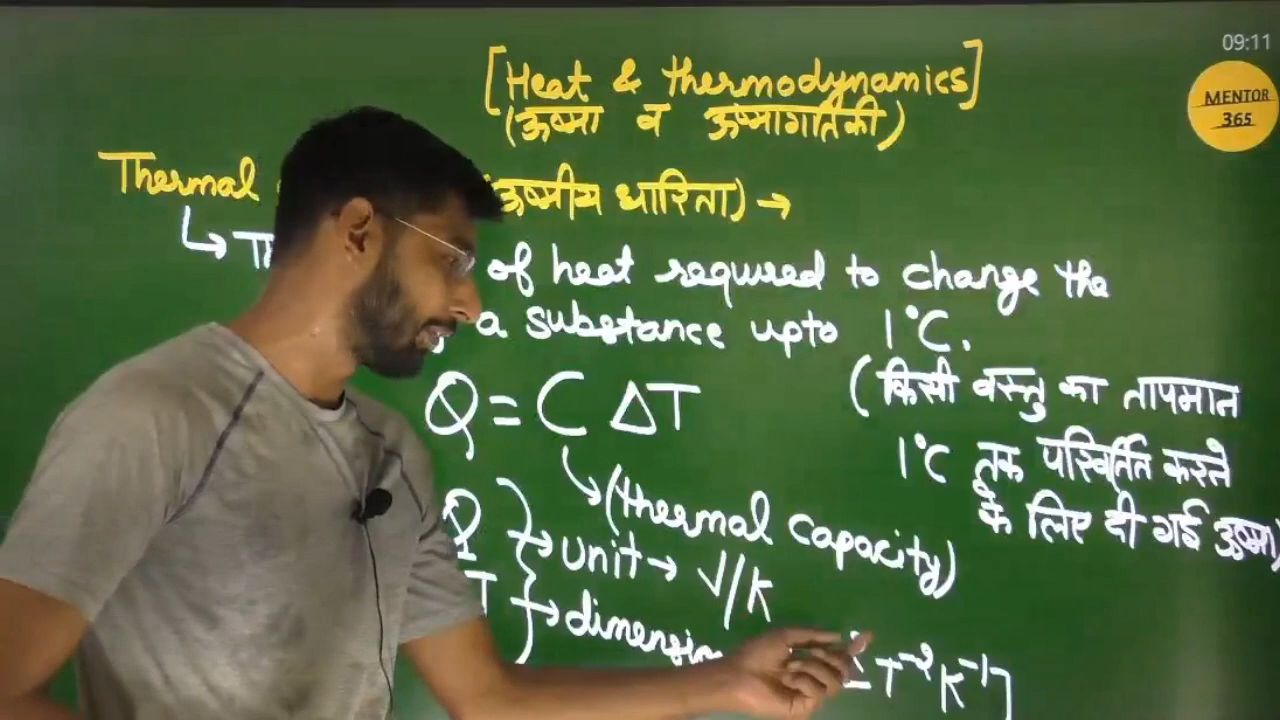 09:11
MENTOR
365
[Heat & thermodynamics]
(ऊष्मा व ऊष्मागतिकी)
Thermal (ऊष्मीय धारिता) →
of heat required to change the
a substance upto 1°C.
Q = C ΔT
(किसी वस्तु का तापमान
1°C तक परिवर्तित करने
के लिए दी गई ऊष्मा)
(thermal capacity)
Q
unit → J/K
T
T⁻² K⁻¹]